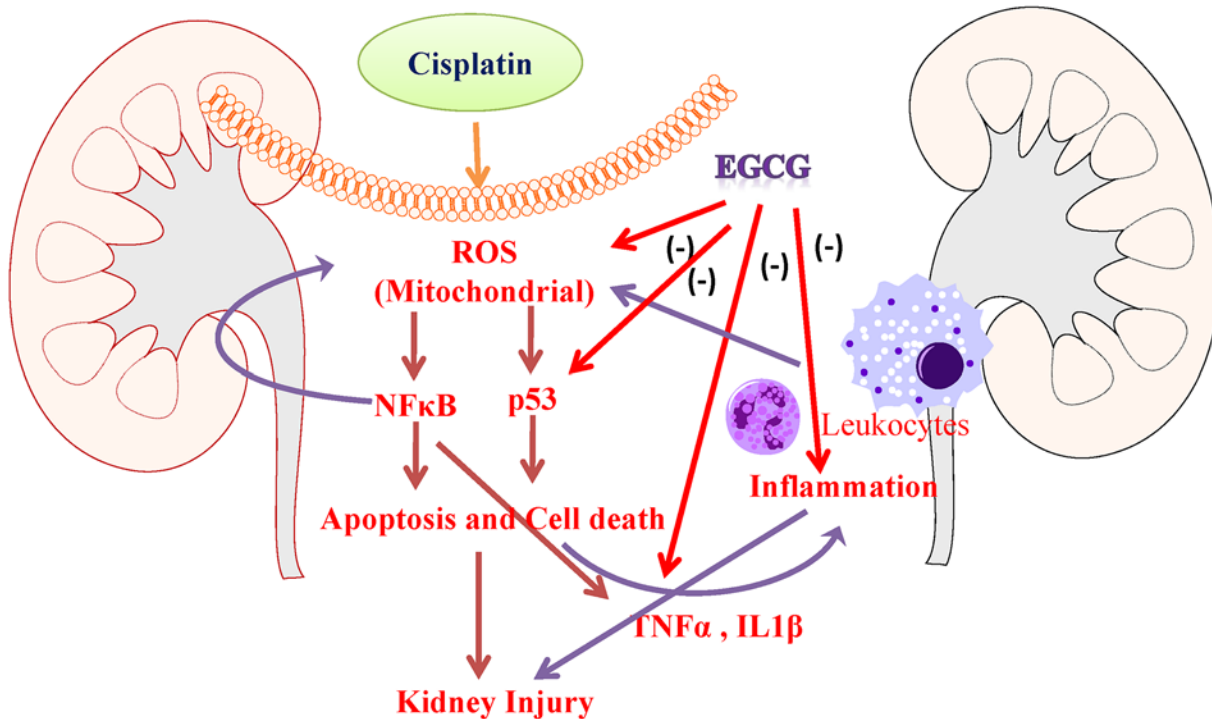 Cisplatin
EGCG
ROS
(Mitochondrial)
(-)
(-)
(-)
(-)
NFκB
p53
Leukocytes
Inflammation
Apoptosis and Cell death
TNFα , IL1β
Kidney Injury